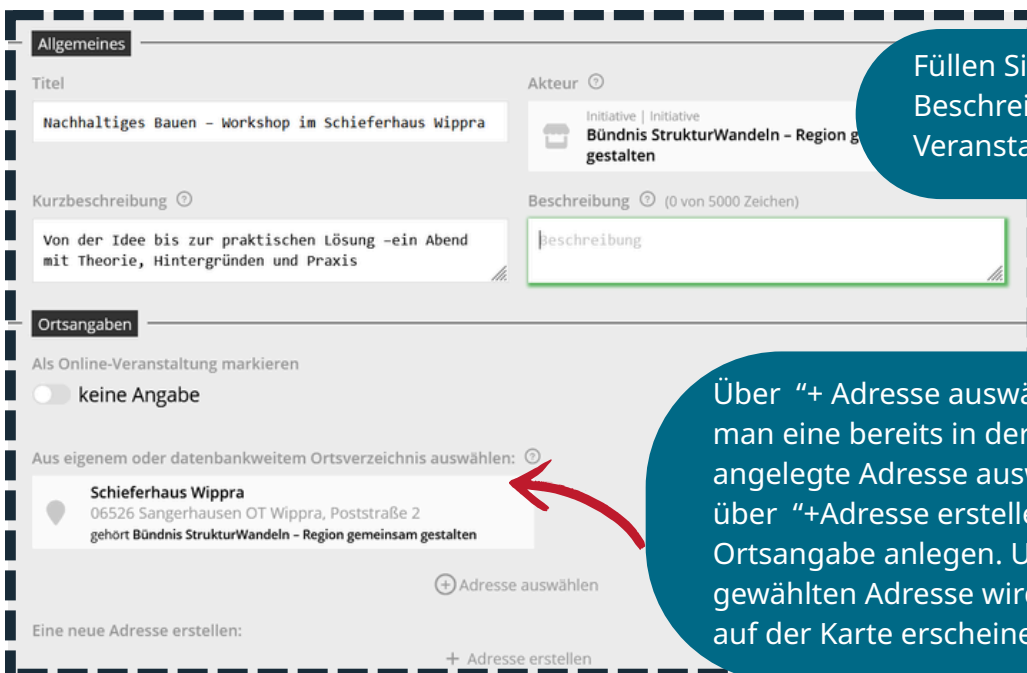 Allgemeines
Titel
Nachhaltiges Bauen – Workshop im Schieferhaus Wippra
Akteur ?
Initiative | Initiative
Bündnis StrukturWandeln – Region g
gestalten
Füllen Si
Beschrei
Veransta
Kurzbeschreibung ?
Von der Idee bis zur praktischen Lösung –ein Abend
mit Theorie, Hintergründen und Praxis
Beschreibung ? (0 von 5000 Zeichen)
Beschreibung
Ortsangaben
Als Online-Veranstaltung markieren
keine Angabe
Aus eigenem oder datenbankweitem Ortsverzeichnis auswählen: ?
Schieferhaus Wippra
06526 Sangerhausen OT Wippra, Poststraße 2
gehört Bündnis StrukturWandeln – Region gemeinsam gestalten
+ Adresse auswählen
Eine neue Adresse erstellen:
+ Adresse erstellen
Über “+ Adresse auswä
man eine bereits in der
angelegte Adresse ausw
über “+Adresse erstelle
Ortsangabe anlegen. U
gewählten Adresse wird
auf der Karte erscheine